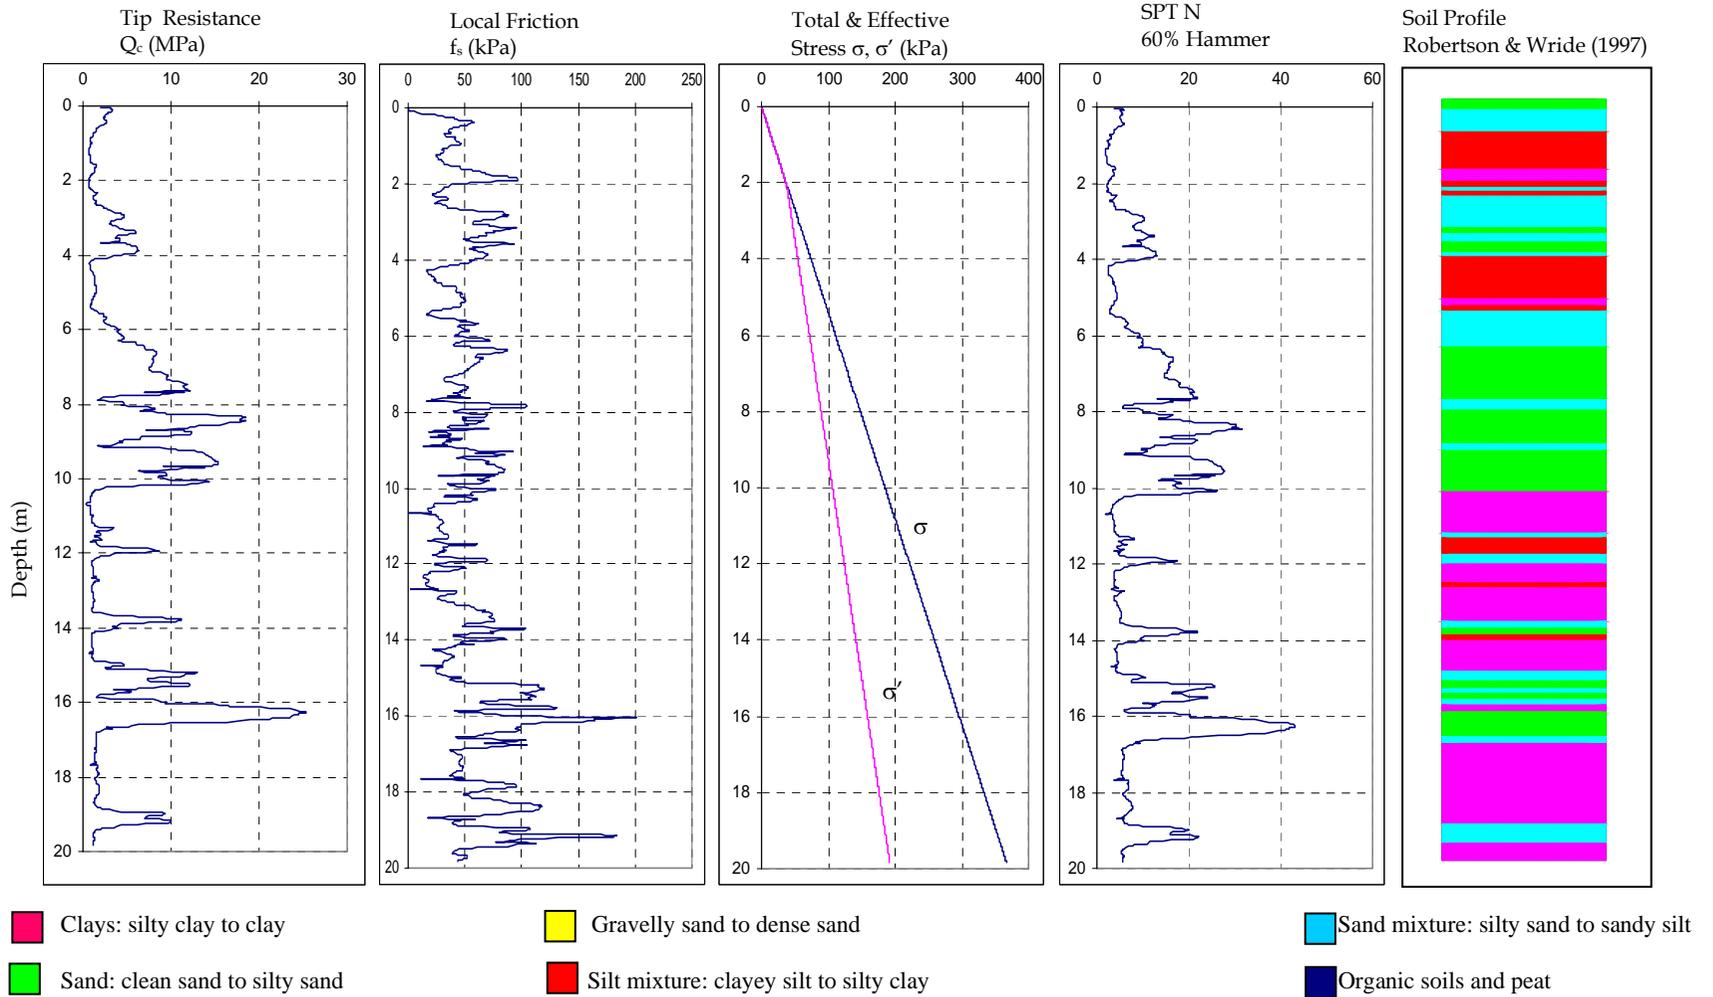 Tip Resistance
Qc (MPa)
0 10 20 30
0
2
4
6
8
10
12
14
16
18
20
Depth (m)
Local Friction
fs (kPa)
0 50 100 150 200 250
0
2
4
6
8
10
12
14
16
18
20
Total & Effective
Stress σ, σ′ (kPa)
0 100 200 300 400
0
2
4
6
8
10
12
14
16
18
20
σ
σ′
SPT N
60% Hammer
0 20 40 60
0
2
4
6
8
10
12
14
16
18
20
Soil Profile
Robertson & Wride (1997)
Clays: silty clay to clay
Gravelly sand to dense sand
Sand mixture: silty sand to sandy silt
Sand: clean sand to silty sand
Silt mixture: clayey silt to silty clay
Organic soils and peat